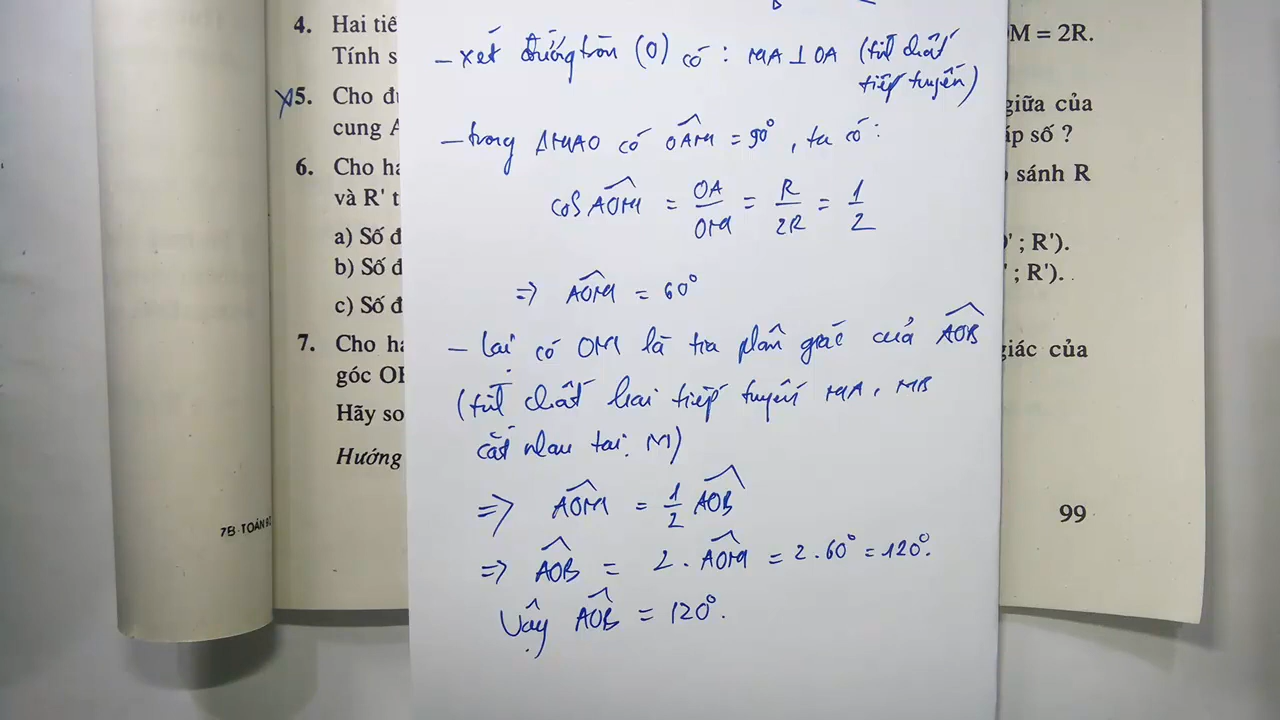 4. Hai tiế
Tính s
M = 2R.
5. Cho đư
cung A
giữa của
áp số ?
6. Cho ha
và R' t
sánh R
a) Số đ
' ; R').
b) Số đ
' ; R').
c) Số đ
7. Cho ha
giác của
góc OB
Hãy so
Hướng
7B-TOÁN
99
- xét đường tròn (O) có : MA ⊥ OA (tính chất
tiếp tuyến)
- trong ΔMAO có OAM = 90°, ta có :
cos AOM = OA/OM = R/2R = 1/2
=> AOM = 60°
- lại có OM là tia phân giác của AOB
(tính chất hai tiếp tuyến MA, MB
cắt nhau tại M)
=> AOM = 1/2 AOB
=> AOB = 2 . AOM = 2 . 60° = 120°.
Vậy AOB = 120°.